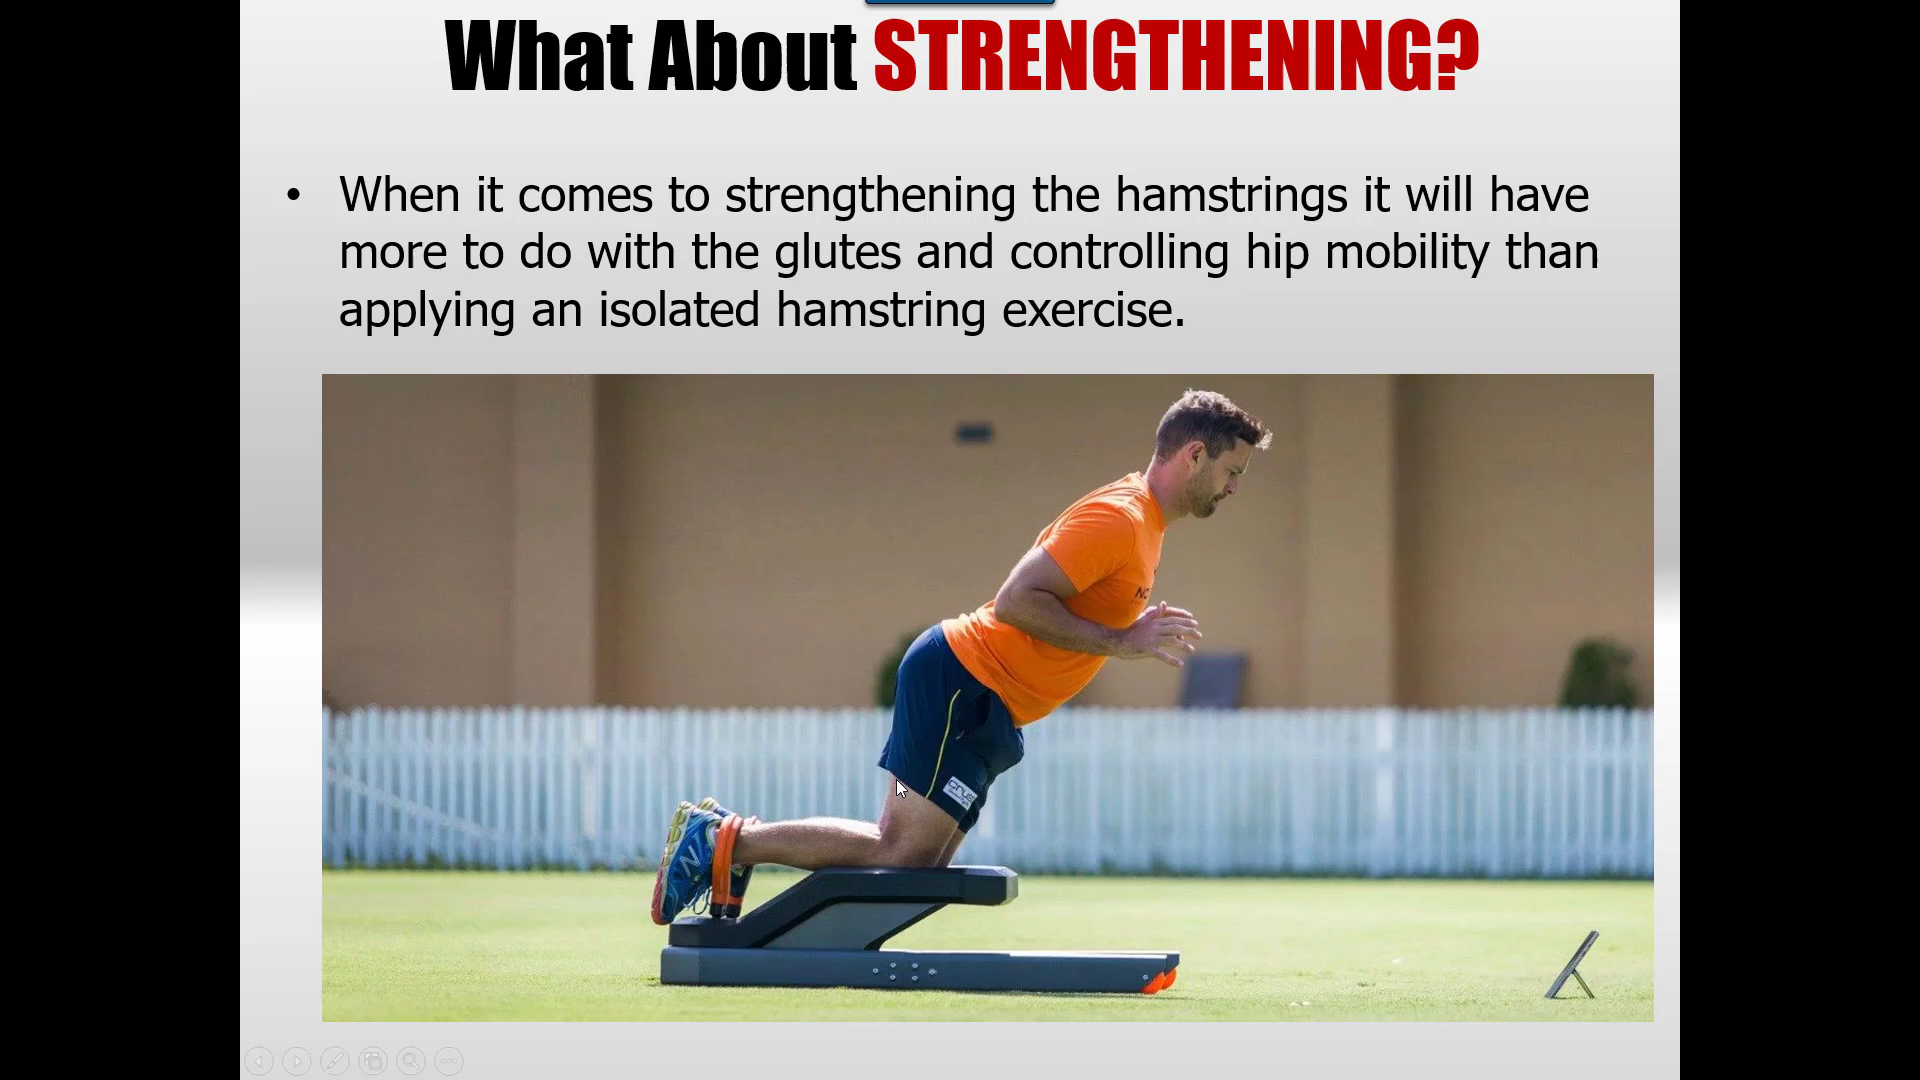 What About STRENGTHENING?
• When it comes to strengthening the hamstrings it will have
more to do with the glutes and controlling hip mobility than
applying an isolated hamstring exercise.
N